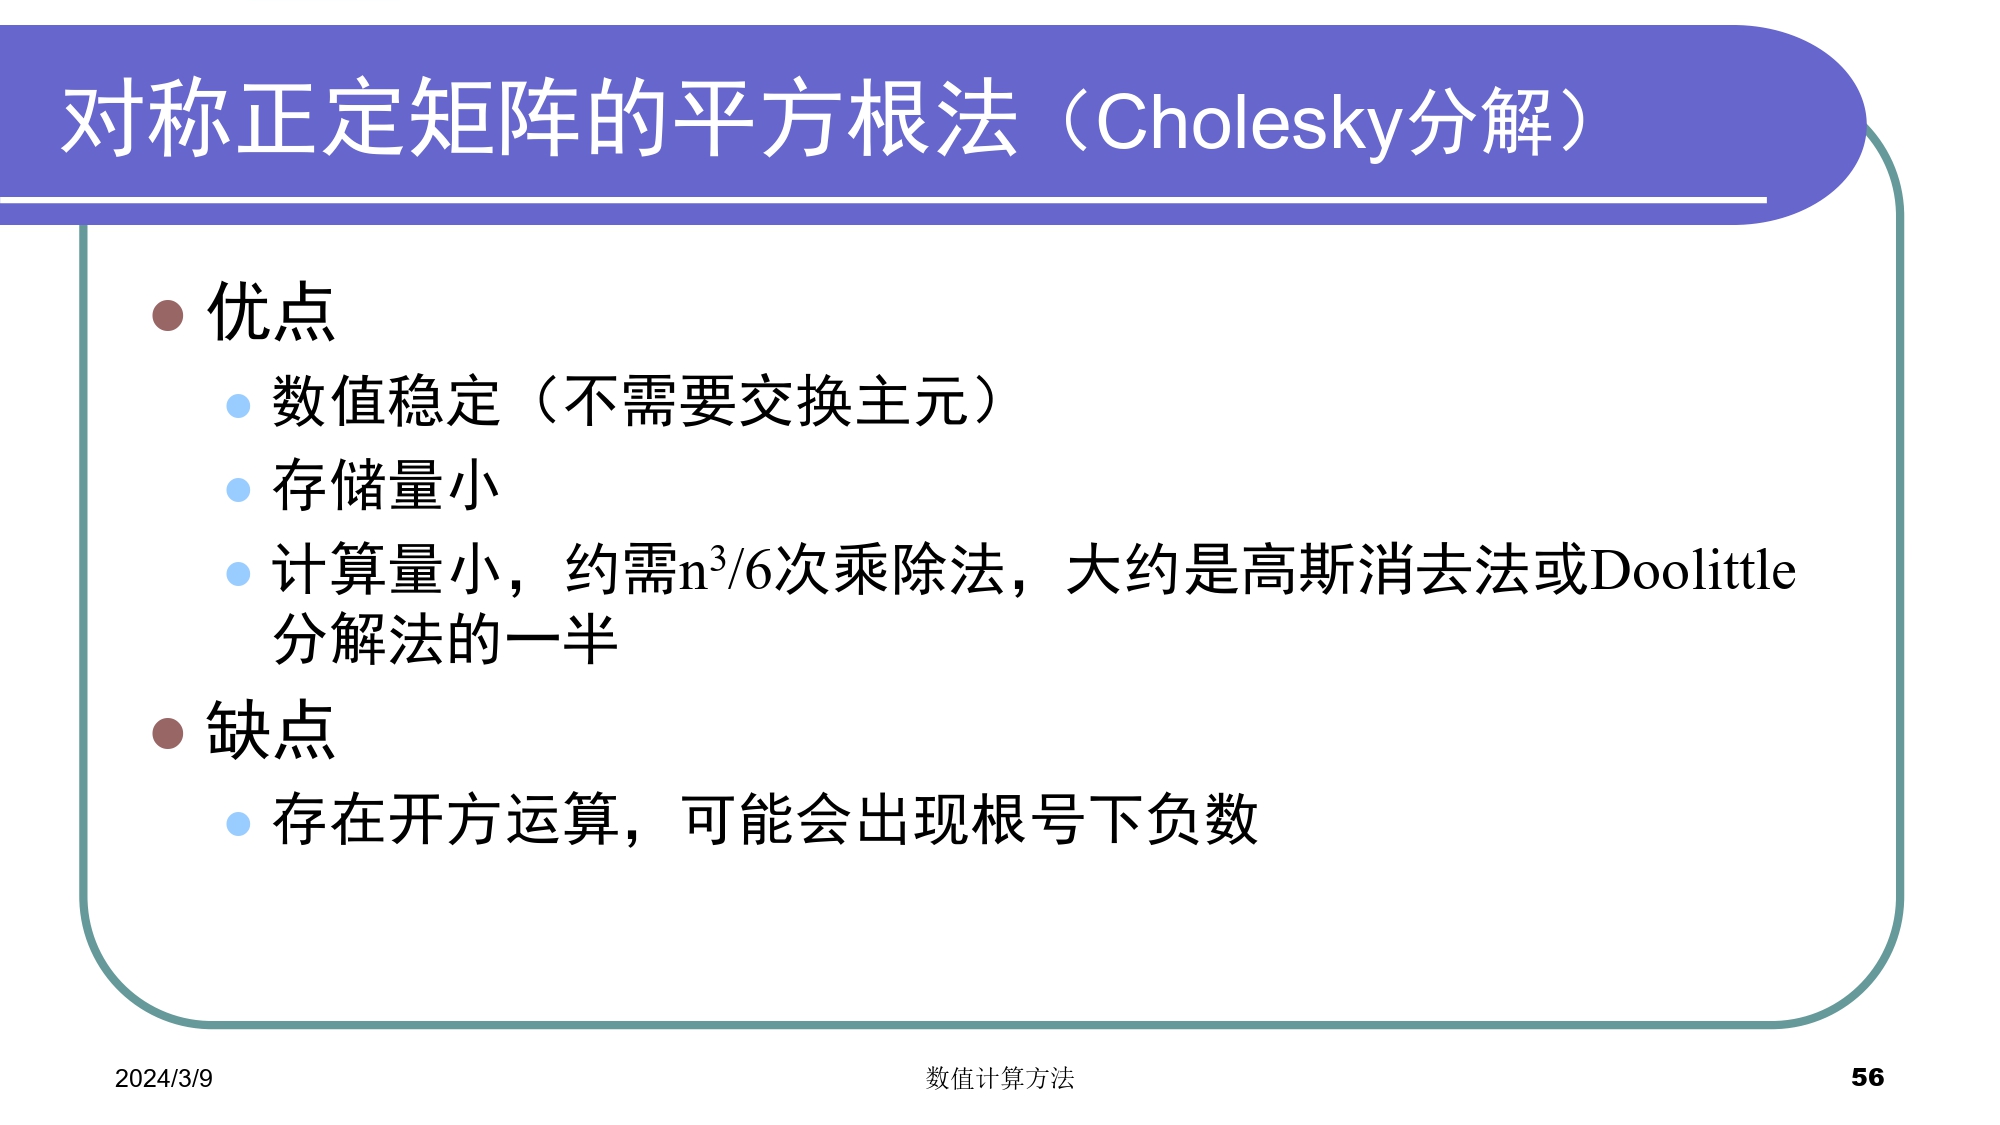 对称正定矩阵的平方根法（Cholesky分解）
优点
数值稳定（不需要交换主元）
存储量小
计算量小，约需n³/6次乘除法，大约是高斯消去法或Doolittle
分解法的一半
缺点
存在开方运算，可能会出现根号下负数
2024/3/9
数值计算方法
56